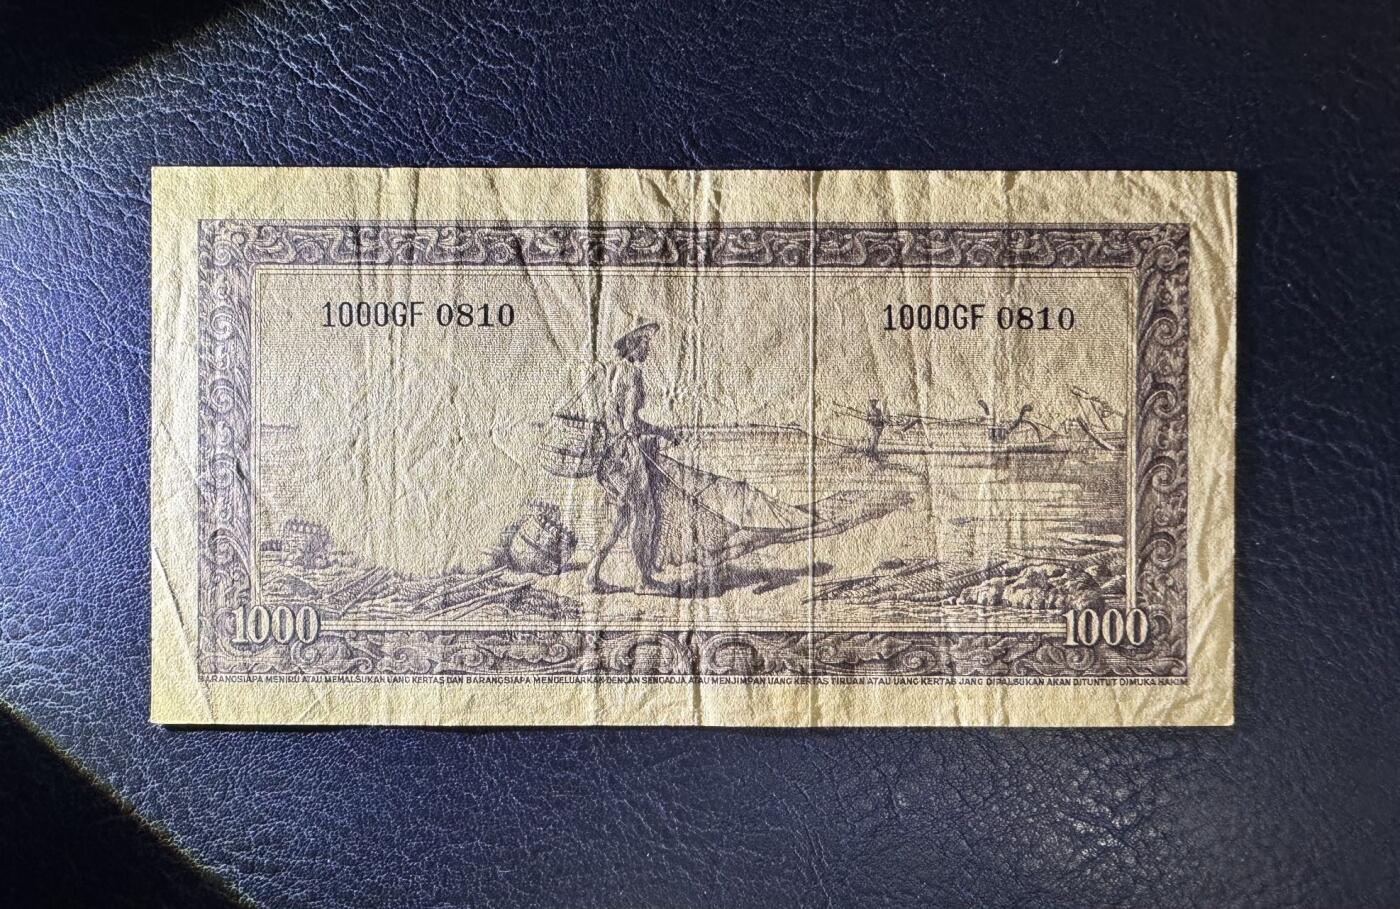 1000GF 0810 1000GF 0810
1000 1000
BARANGSIAPA MENIRU ATAU MEMALSUKAN UANG KERTAS DAN BARANGSIAPA MENGELUARKAN DENGAN SENGADJA ATAU MENJIMPAN UANG KERTAS TIRUAN ATAU UANG KERTAS JANG DIPALSUKAN AKAN DITUNTUT DIMUKA HAKIM